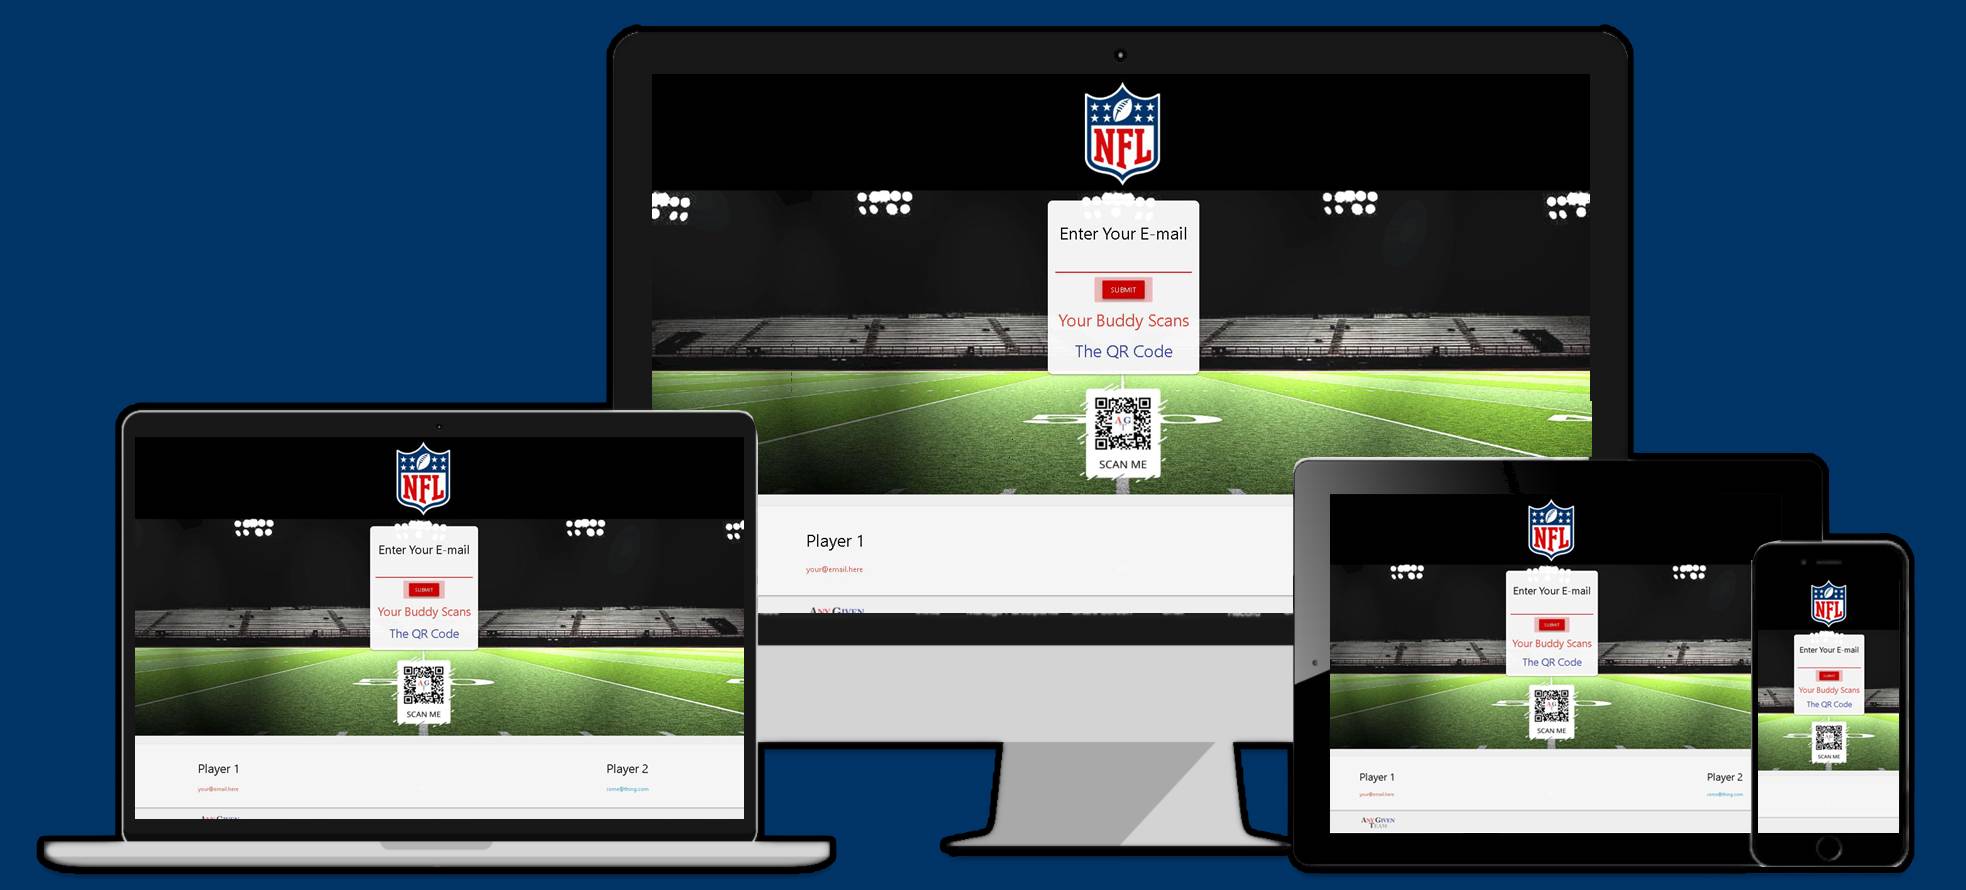 NFL
Enter Your E-mail
SUBMIT
Your Buddy Scans
The QR Code
A G
T
SCAN ME
Player 1
your@email.here
ANY GIVEN
NFL
Enter Your E-mail
SUBMIT
Your Buddy Scans
The QR Code
A G
T
SCAN ME
Player 1
Player 2
your@email.here
some@thing.com
ANY GIVEN
NFL
Enter Your E-mail
SUBMIT
Your Buddy Scans
The QR Code
SCAN ME
Player 1
Player 2
your@email.here
some@thing.com
ANY GIVEN
TEAM
NFL
Enter Your E-mail
SUBMIT
Your Buddy Scans
The QR Code
SCAN ME